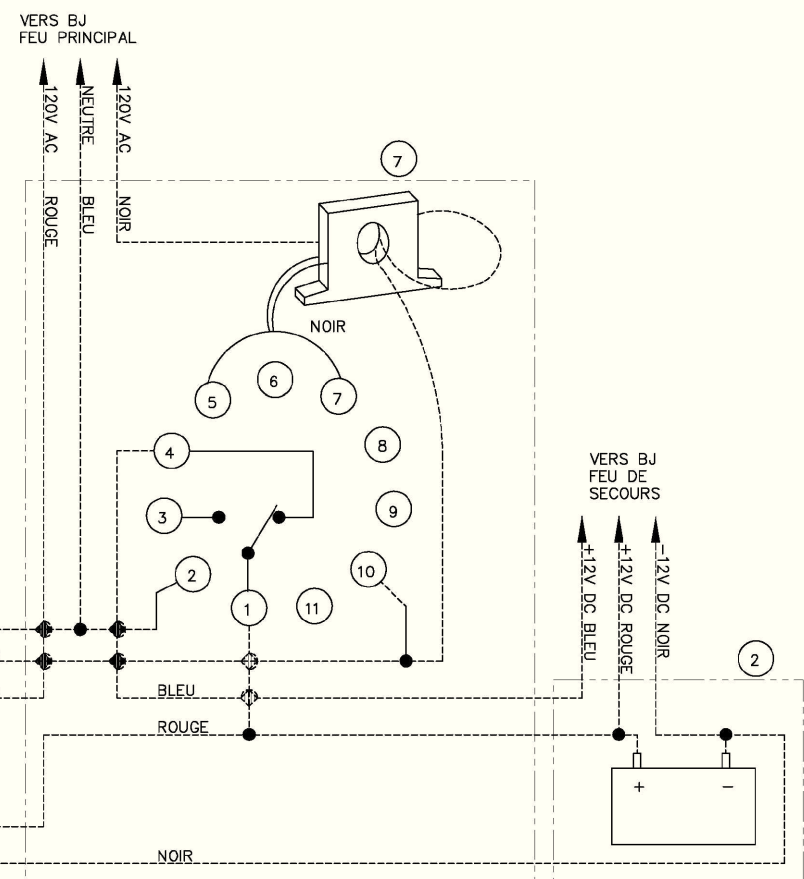 VERS BJ
FEU PRINCIPAL
120V AC ROUGE
NEUTRE BLEU
120V AC NOIR
7
NOIR
6
5
7
4
8
3
9
2
10
1
11
VERS BJ
FEU DE
SECOURS
+12V DC BLEU
+12V DC ROUGE
-12V DC NOIR
2
BLEU
ROUGE
+ -
NOIR